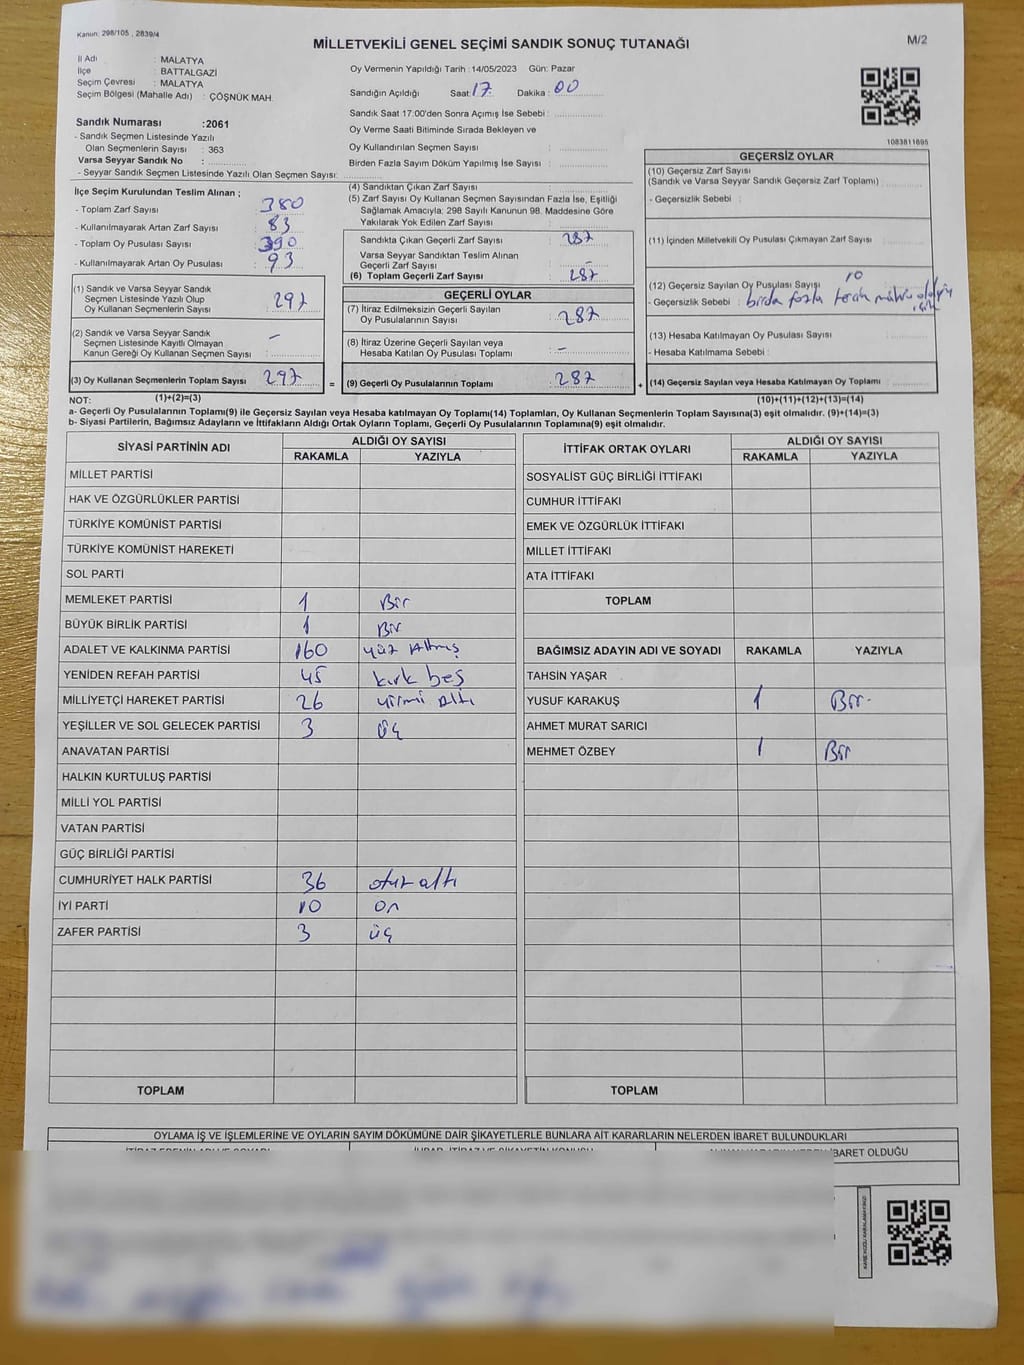 Kanun: 298/105 , 2839/4
MİLLETVEKİLİ GENEL SEÇİMİ SANDIK SONUÇ TUTANAĞI
M/2
İl Adı : MALATYA
İlçe : BATTALGAZİ
Seçim Çevresi : MALATYA
Seçim Bölgesi (Mahalle Adı) : ÇÖŞNÜK MAH.
Sandık Numarası :2061
- Sandık Seçmen Listesinde Yazılı
Olan Seçmenlerin Sayısı : 363
Varsa Seyyar Sandık No :
- Seyyar Sandık Seçmen Listesinde Yazılı Olan Seçmen Sayısı:
Oy Vermenin Yapıldığı Tarih :14/05/2023 Gün: Pazar
Sandığın Açıldığı Saat: 17 Dakika : 00
Sandık Saat 17:00'den Sonra Açımış İse Sebebi :
Oy Verme Saati Bitiminde Sırada Bekleyen ve
Oy Kullandırılan Seçmen Sayısı :
Birden Fazla Sayım Döküm Yapılmış İse Sayısı :
1083811695
İlçe Seçim Kurulundan Teslim Alınan ;
- Toplam Zarf Sayısı : 380
- Kullanılmayarak Artan Zarf Sayısı : 83
- Toplam Oy Pusulası Sayısı : 390
- Kullanılmayarak Artan Oy Pusulası : 93
(1) Sandık ve Varsa Seyyar Sandık
Seçmen Listesinde Yazılı Olup
Oy Kullanan Seçmenlerin Sayısı : 297
(2) Sandık ve Varsa Seyyar Sandık
Seçmen Listesinde Kayıtlı Olmayan
Kanun Gereği Oy Kullanan Seçmen Sayısı : -
(3) Oy Kullanan Seçmenlerin Toplam Sayısı : 297
(4) Sandıktan Çıkan Zarf Sayısı :
(5) Zarf Sayısı Oy Kullanan Seçmen Sayısından Fazla İse, Eşitliği
Sağlamak Amacıyla; 298 Sayılı Kanunun 98. Maddesine Göre
Yakılarak Yok Edilen Zarf Sayısı :
Sandıkta Çıkan Geçerli Zarf Sayısı : 287
Varsa Seyyar Sandıktan Teslim Alınan
Geçerli Zarf Sayısı : -
(6) Toplam Geçerli Zarf Sayısı : 287
GEÇERLİ OYLAR
(7) İtiraz Edilmeksizin Geçerli Sayılan
Oy Pusulalarının Sayısı : 287
(8) İtiraz Üzerine Geçerli Sayılan veya
Hesaba Katılan Oy Pusulası Toplamı : -
= (9) Geçerli Oy Pusulalarının Toplamı : 287 +
GEÇERSİZ OYLAR
(10) Geçersiz Zarf Sayısı
(Sandık ve Varsa Seyyar Sandık Geçersiz Zarf Toplamı) :
- Geçersizlik Sebebi :
(11) İçinden Milletvekili Oy Pusulası Çıkmayan Zarf Sayısı :
(12) Geçersiz Sayılan Oy Pusulası Sayısı : 10
- Geçersizlik Sebebi : birda fazla tercih mührü olduğu
için
(13) Hesaba Katılmayan Oy Pusulası Sayısı :
- Hesaba Katılmama Sebebi :
(14) Geçersiz Sayılan veya Hesaba Katılmayan Oy Toplamı :
NOT: (1)+(2)=(3)
(10)+(11)+(12)+(13)=(14)
a- Geçerli Oy Pusulalarının Toplamı(9) ile Geçersiz Sayılan veya Hesaba katılmayan Oy Toplamı(14) Toplamları, Oy Kullanan Seçmenlerin Toplam Sayısına(3) eşit olmalıdır. (9)+(14)=(3)
b- Siyasi Partilerin, Bağımsız Adayların ve İttifakların Aldığı Ortak Oyların Toplamı, Geçerli Oy Pusulalarının Toplamına(9) eşit olmalıdır.
SİYASİ PARTİNİN ADI ALDIĞI OY SAYISI
RAKAMLA YAZIYLA
MİLLET PARTİSİ
HAK VE ÖZGÜRLÜKLER PARTİSİ
TÜRKİYE KOMÜNİST PARTİSİ
TÜRKİYE KOMÜNİST HAREKETİ
SOL PARTİ
MEMLEKET PARTİSİ 1 Bir
BÜYÜK BİRLİK PARTİSİ 1 Bir
ADALET VE KALKINMA PARTİSİ 160 yüz Altmış
YENİDEN REFAH PARTİSİ 45 kırk beş
MİLLİYETÇİ HAREKET PARTİSİ 26 yirmi Altı
YEŞİLLER VE SOL GELECEK PARTİSİ 3 üç
ANAVATAN PARTİSİ
HALKIN KURTULUŞ PARTİSİ
MİLLİ YOL PARTİSİ
VATAN PARTİSİ
GÜÇ BİRLİĞİ PARTİSİ
CUMHURİYET HALK PARTİSİ 36 otuz altı
İYİ PARTİ 10 on
ZAFER PARTİSİ 3 üç
TOPLAM
İTTİFAK ORTAK OYLARI ALDIĞI OY SAYISI
RAKAMLA YAZIYLA
SOSYALİST GÜÇ BİRLİĞİ İTTİFAKI
CUMHUR İTTİFAKI
EMEK VE ÖZGÜRLÜK İTTİFAKI
MİLLET İTTİFAKI
ATA İTTİFAKI
TOPLAM
BAĞIMSIZ ADAYIN ADI VE SOYADI RAKAMLA YAZIYLA
TAHSİN YAŞAR
YUSUF KARAKUŞ 1 Bir
AHMET MURAT SARICI
MEHMET ÖZBEY 1 Bir
TOPLAM
OYLAMA İŞ VE İŞLEMLERİNE VE OYLARIN SAYIM DÖKÜMÜNE DAİR ŞİKAYETLERLE BUNLARA AİT KARARLARIN NELERDEN İBARET BULUNDUKLARI
İBARET OLDUĞU